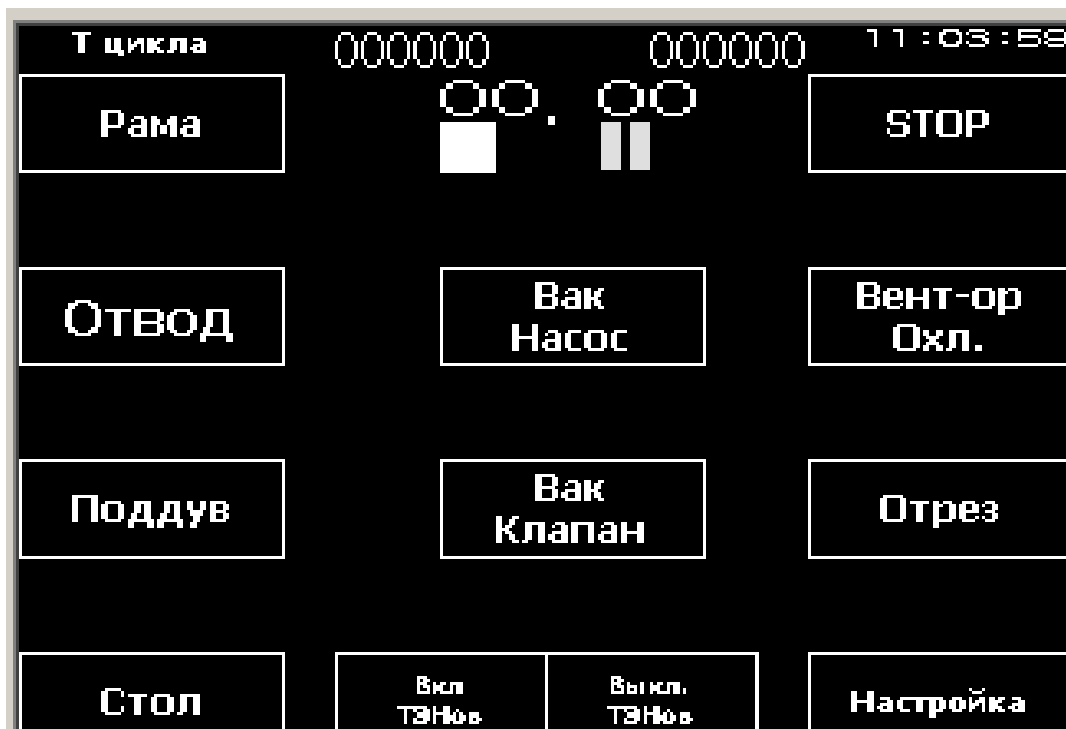 Т цикла 000000 000000 11:03:59
00.00
Рама STOP
Отвод Вак Насос Вент-ор Охл.
Поддув Вак Клапан Отрез
Стол Вкл ТЭНов Выкл. ТЭНов Настройка